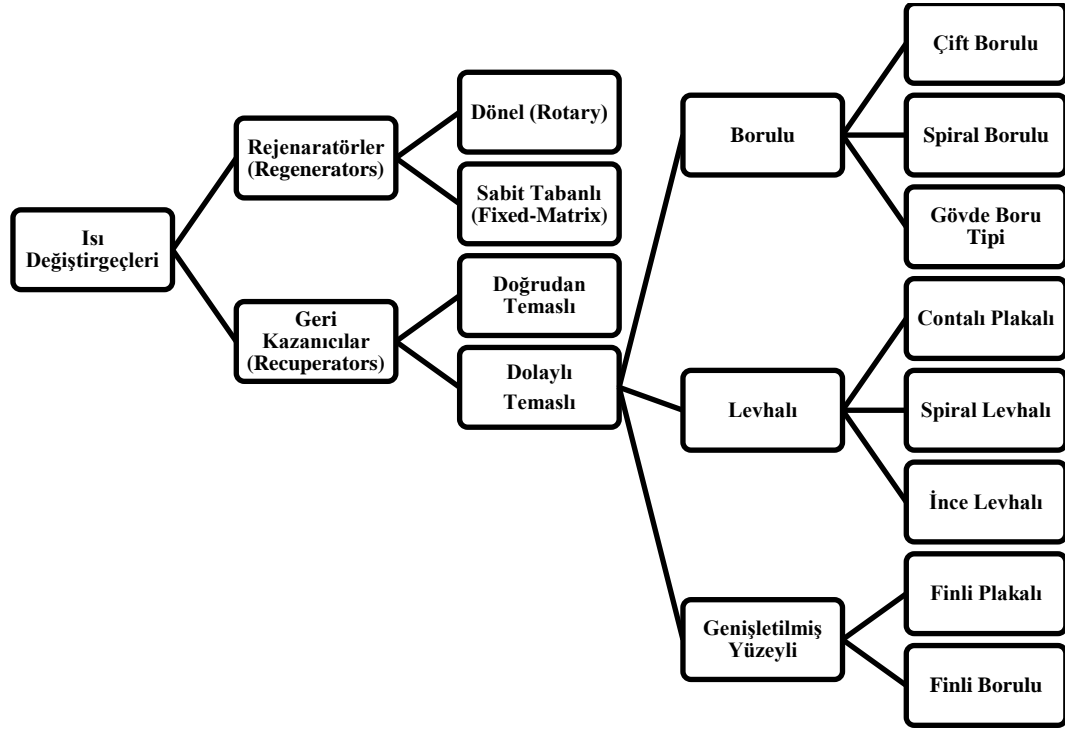 Isı
Değiştirgeçleri
Rejenaratörler
(Regenerators)
Geri
Kazanıcılar
(Recuperators)
Dönel (Rotary)
Sabit Tabanlı
(Fixed-Matrix)
Doğrudan
Temaslı
Dolaylı
Temaslı
Borulu
Levhalı
Genişletilmiş
Yüzeyli
Çift Borulu
Spiral Borulu
Gövde Boru
Tipi
Contalı Plakalı
Spiral Levhalı
İnce Levhalı
Finli Plakalı
Finli Borulu